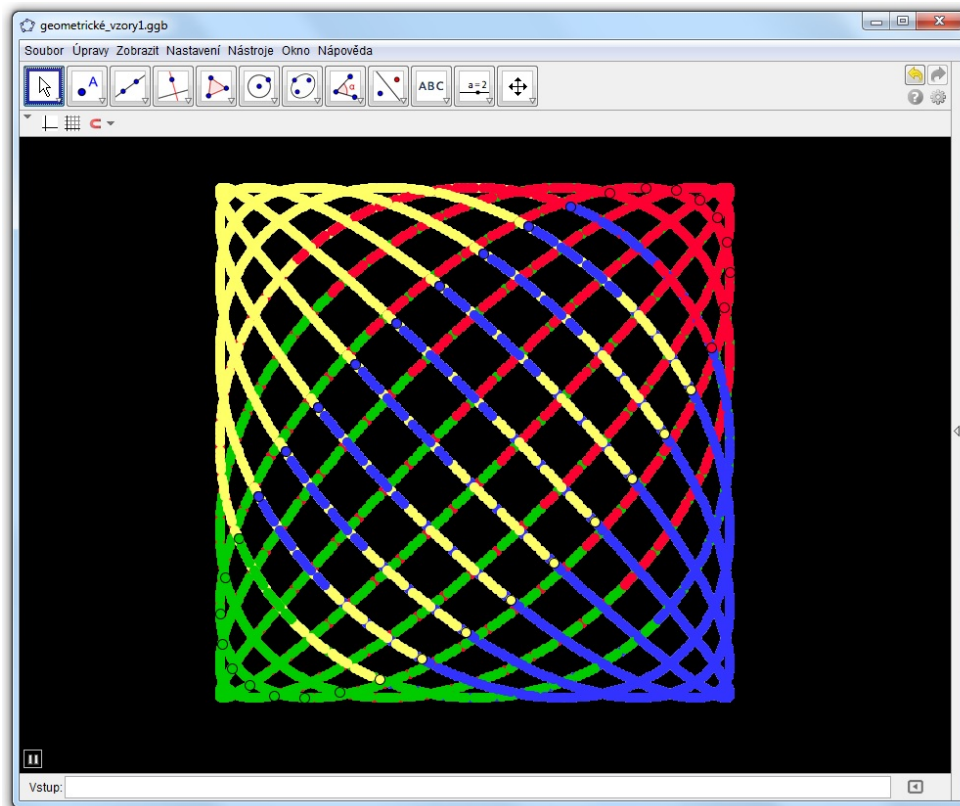 geometrické_vzory1.ggb
Soubor Úpravy Zobrazit Nastavení Nástroje Okno Nápověda
A α ABC a=2
Vstup: